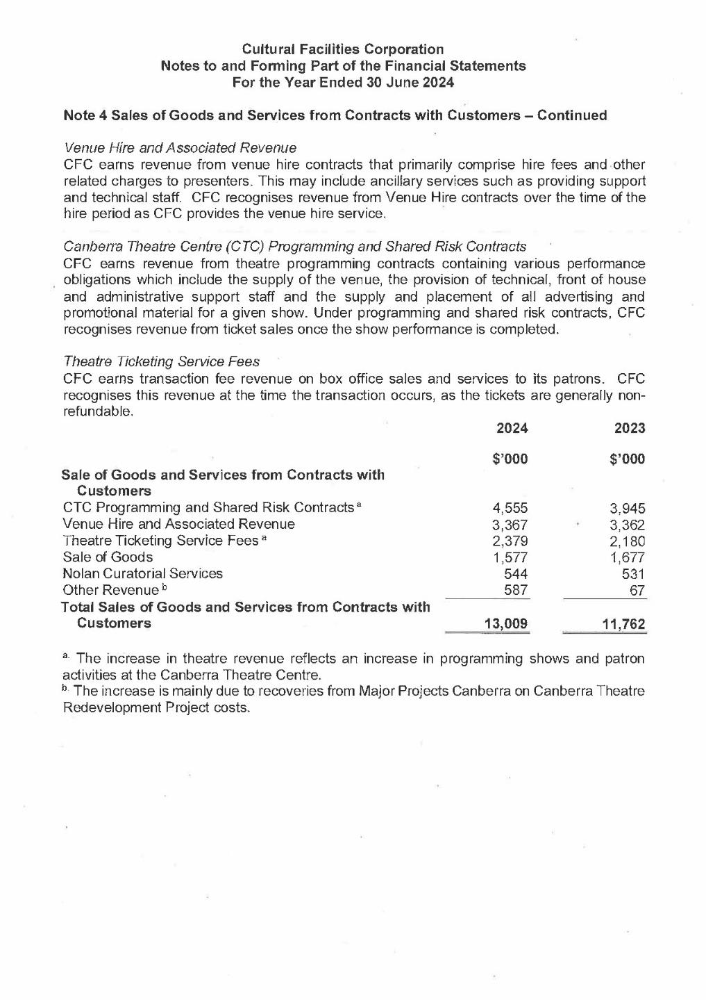 Cultural Facilities Corporation
Notes to and Forming Part of the Financial Statements
For the Year Ended 30 June 2024
Note 4 Sales of Goods and Services from Contracts with Customers – Continued
Venue Hire and Associated Revenue
CFC earns revenue from venue hire contracts that primarily comprise hire fees and other
related charges to presenters. This may include ancillary services such as providing support
and technical staff. CFC recognises revenue from Venue Hire contracts over the time of the
hire period as CFC provides the venue hire service.
Canberra Theatre Centre (CTC) Programming and Shared Risk Contracts
CFC earns revenue from theatre programming contracts containing various performance
obligations which include the supply of the venue, the provision of technical, front of house
and administrative support staff and the supply and placement of all advertising and
promotional material for a given show. Under programming and shared risk contracts, CFC
recognises revenue from ticket sales once the show performance is completed.
Theatre Ticketing Service Fees
CFC earns transaction fee revenue on box office sales and services to its patrons. CFC
recognises this revenue at the time the transaction occurs, as the tickets are generally non-
refundable.
2024 2023
$'000 $'000
Sale of Goods and Services from Contracts with
Customers
CTC Programming and Shared Risk Contracts a 4,555 3,945
Venue Hire and Associated Revenue 3,367 3,362
Theatre Ticketing Service Fees a 2,379 2,180
Sale of Goods 1,577 1,677
Nolan Curatorial Services 544 531
Other Revenue b 587 67
Total Sales of Goods and Services from Contracts with
Customers 13,009 11,762
a. The increase in theatre revenue reflects an increase in programming shows and patron
activities at the Canberra Theatre Centre.
b. The increase is mainly due to recoveries from Major Projects Canberra on Canberra Theatre
Redevelopment Project costs.